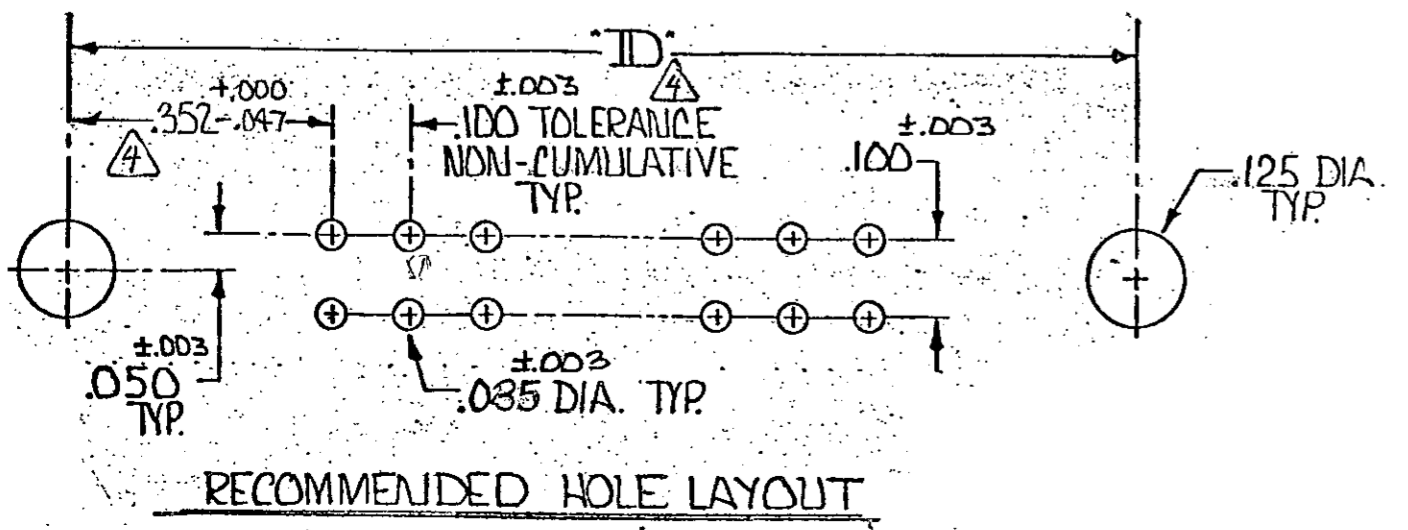 "D"
4
+.000
.352-.047
4
±.003
.100 TOLERANCE
NON-CUMULATIVE
TYP.
±.003
.100
.125 DIA.
TYP.
±.003
.050
TYP.
±.003
.035 DIA. TYP.
RECOMMENDED HOLE LAYOUT